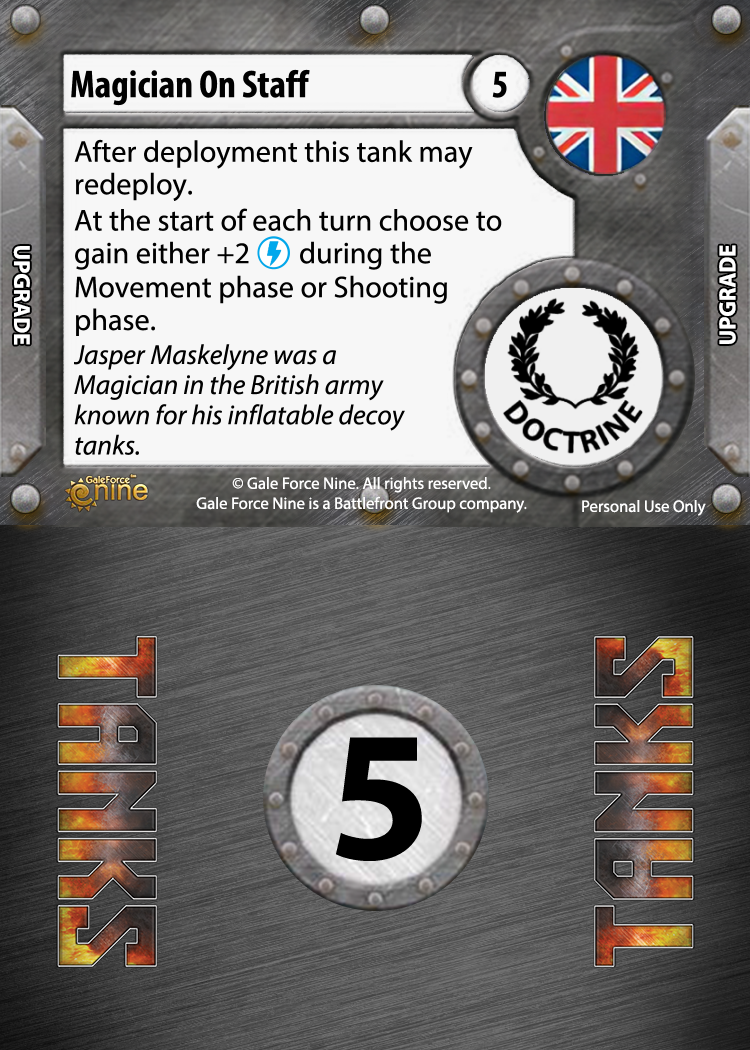 Magician On Staff
5
After deployment this tank may
redeploy.
At the start of each turn choose to
gain either +2 during the
Movement phase or Shooting
phase.
Jasper Maskelyne was a
Magician in the British army
known for his inflatable decoy
tanks.
UPGRADE
UPGRADE
DOCTRINE
GaleForce™
nine
© Gale Force Nine. All rights reserved.
Gale Force Nine is a Battlefront Group company.
Personal Use Only
TANKS
5
TANKS